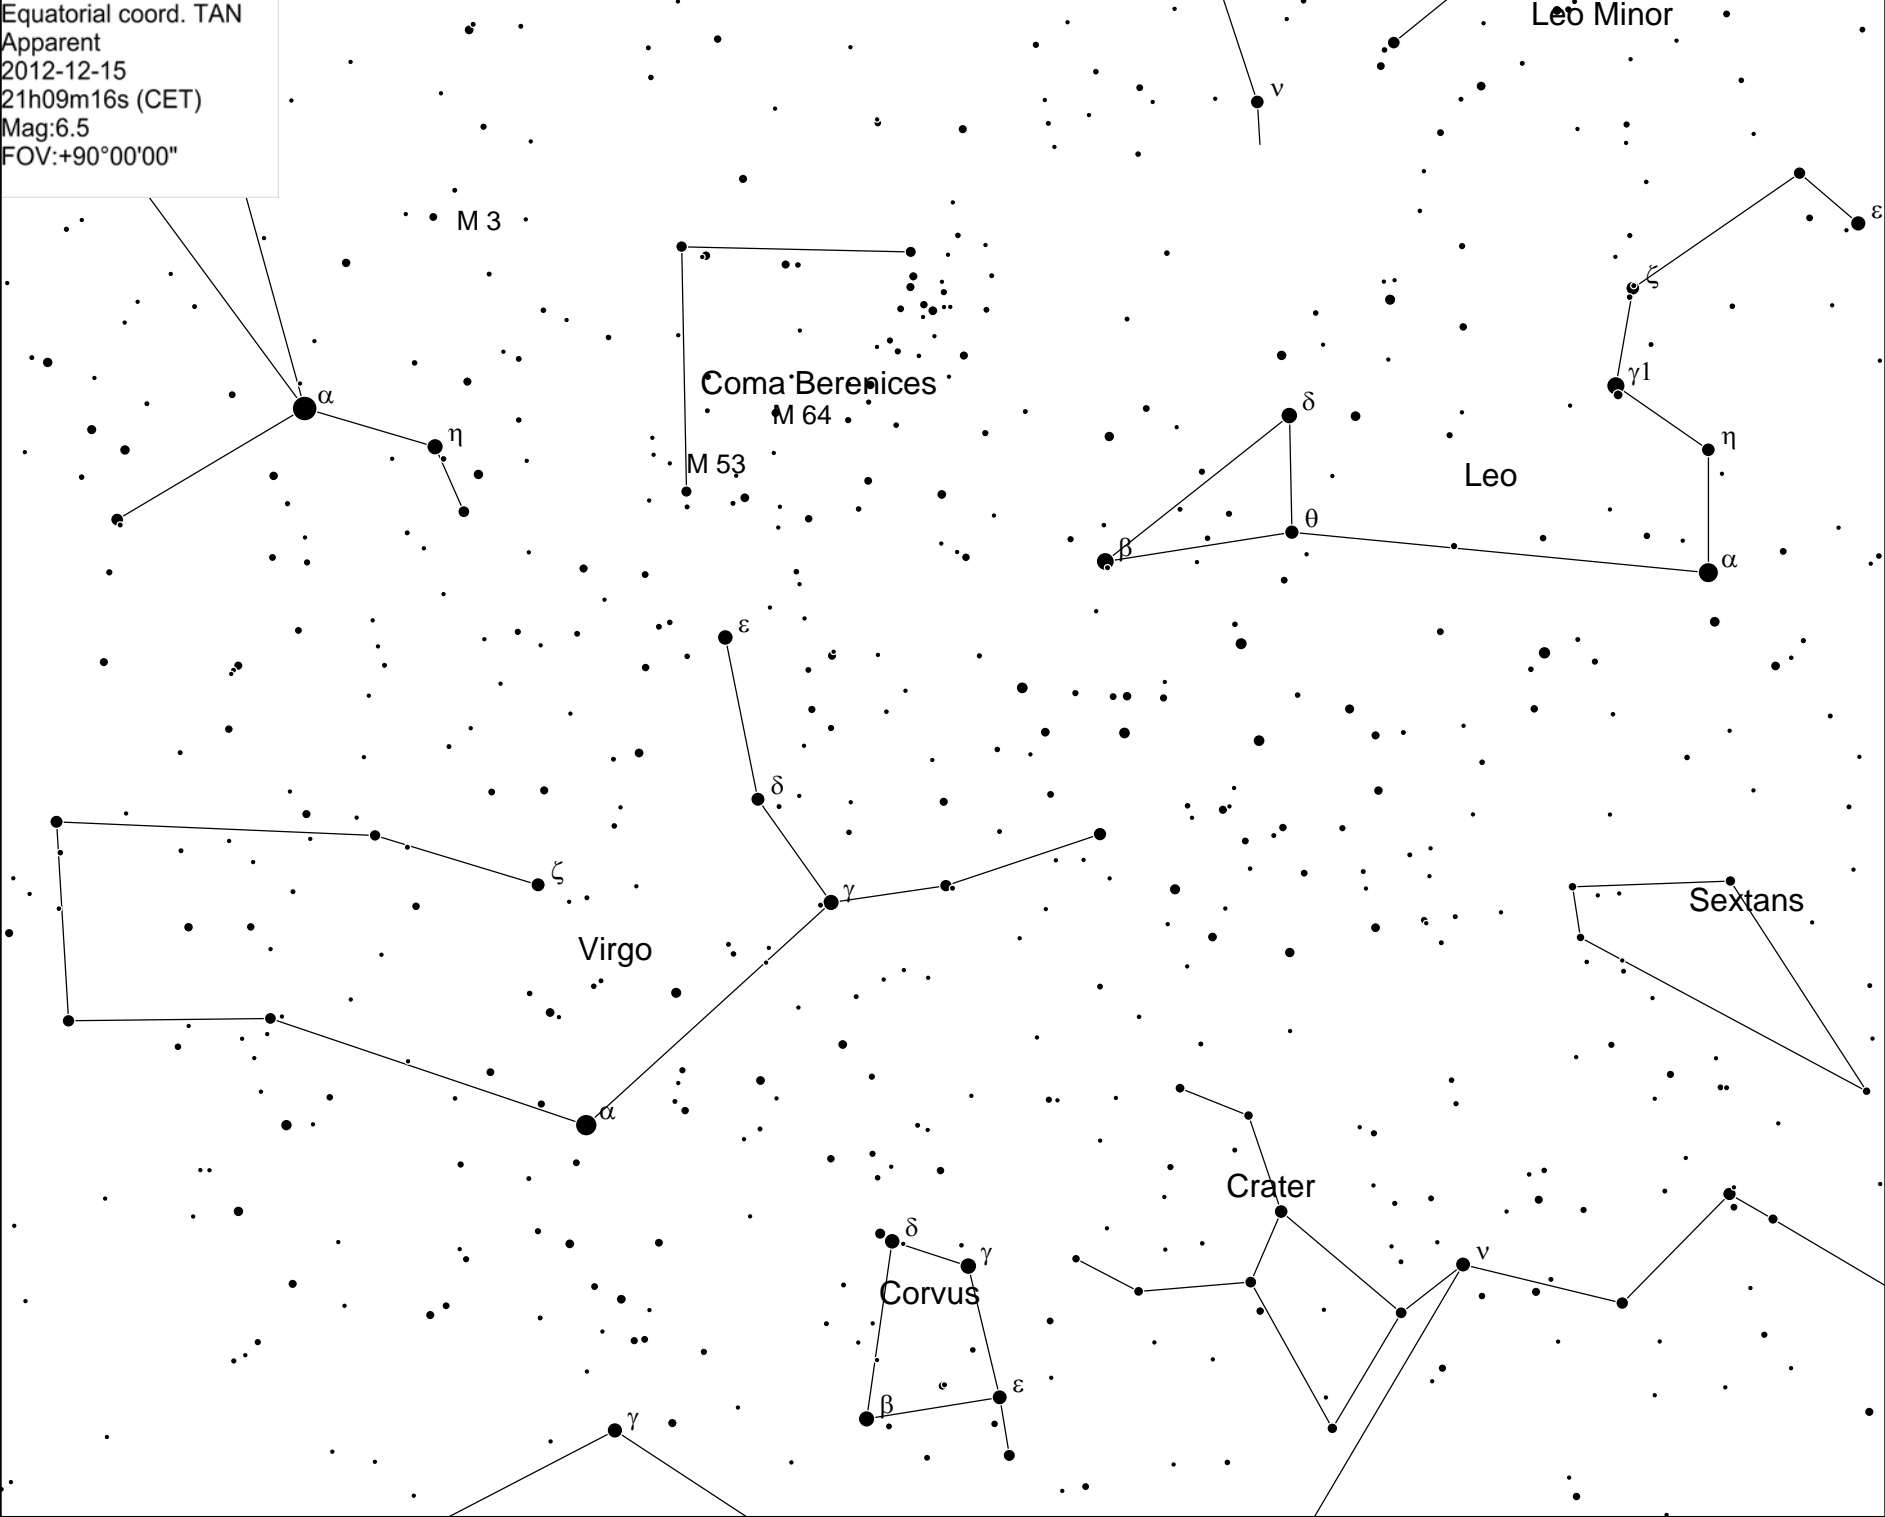 Equatorial coord. TAN
Apparent
2012-12-15
21h09m16s (CET)
Mag:6.5
FOV:+90°00'00"
Leo Minor
ν
M 3
ε
ζ
α
η
Coma Berenices
M 64
M 53
γ1
δ
η
Leo
θ
β
α
ε
δ
ζ
γ
Virgo
Sextans
α
Crater
δ
γ
ν
Corvus
ε
β
γ